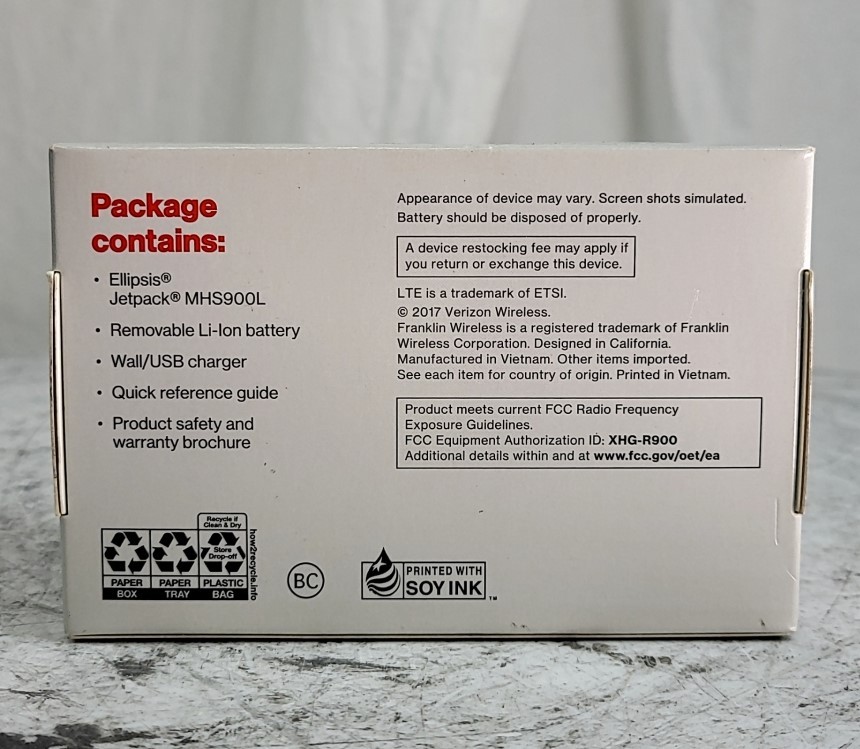 Package
contains:
• Ellipsis®
Jetpack® MHS900L
• Removable Li-Ion battery
• Wall/USB charger
• Quick reference guide
• Product safety and
warranty brochure
Appearance of device may vary. Screen shots simulated.
Battery should be disposed of properly.
A device restocking fee may apply if
you return or exchange this device.
LTE is a trademark of ETSI.
© 2017 Verizon Wireless.
Franklin Wireless is a registered trademark of Franklin
Wireless Corporation. Designed in California.
Manufactured in Vietnam. Other items imported.
See each item for country of origin. Printed in Vietnam.
Product meets current FCC Radio Frequency
Exposure Guidelines.
FCC Equipment Authorization ID: XHG-R900
Additional details within and at www.fcc.gov/oet/ea
Recycle if
Clean & Dry
Store
Drop-off
PAPER PAPER PLASTIC
BOX TRAY BAG
how2recycle.info
BC
PRINTED WITH
SOY INK™